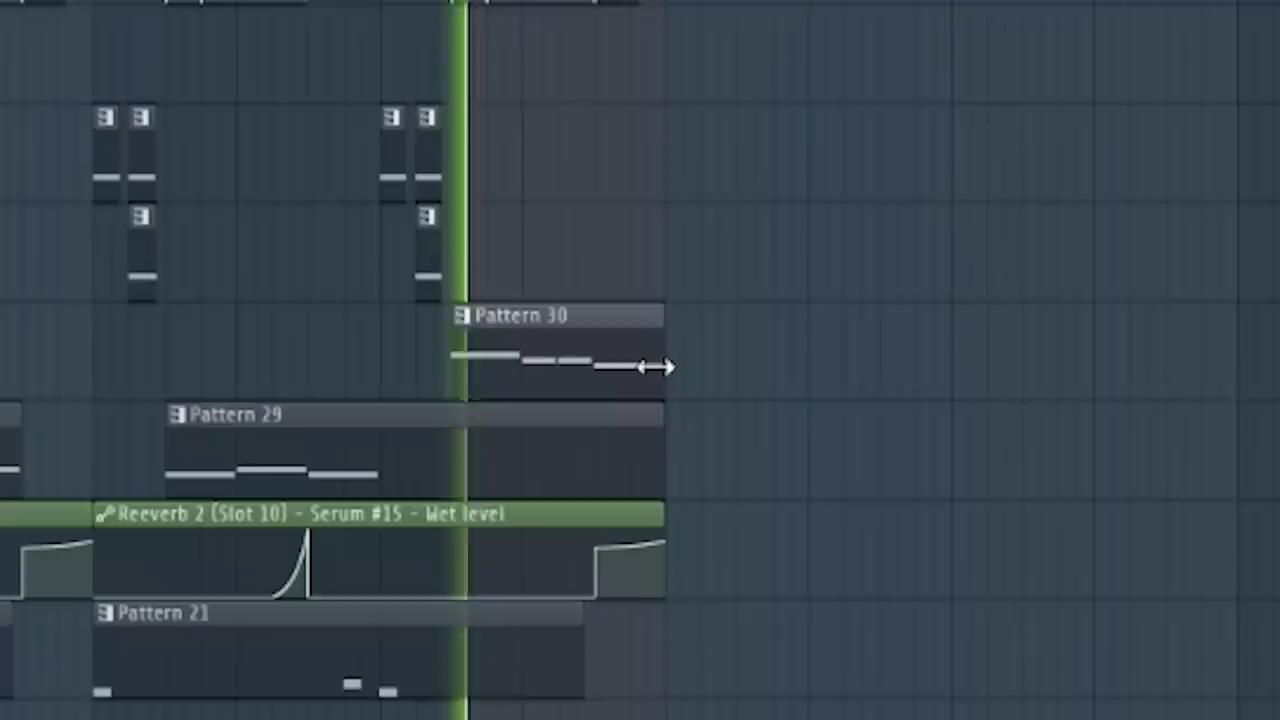 Pattern 30
Pattern 29
Reeverb 2 (Slot 10) - Serum #15 - Wet level
Pattern 21